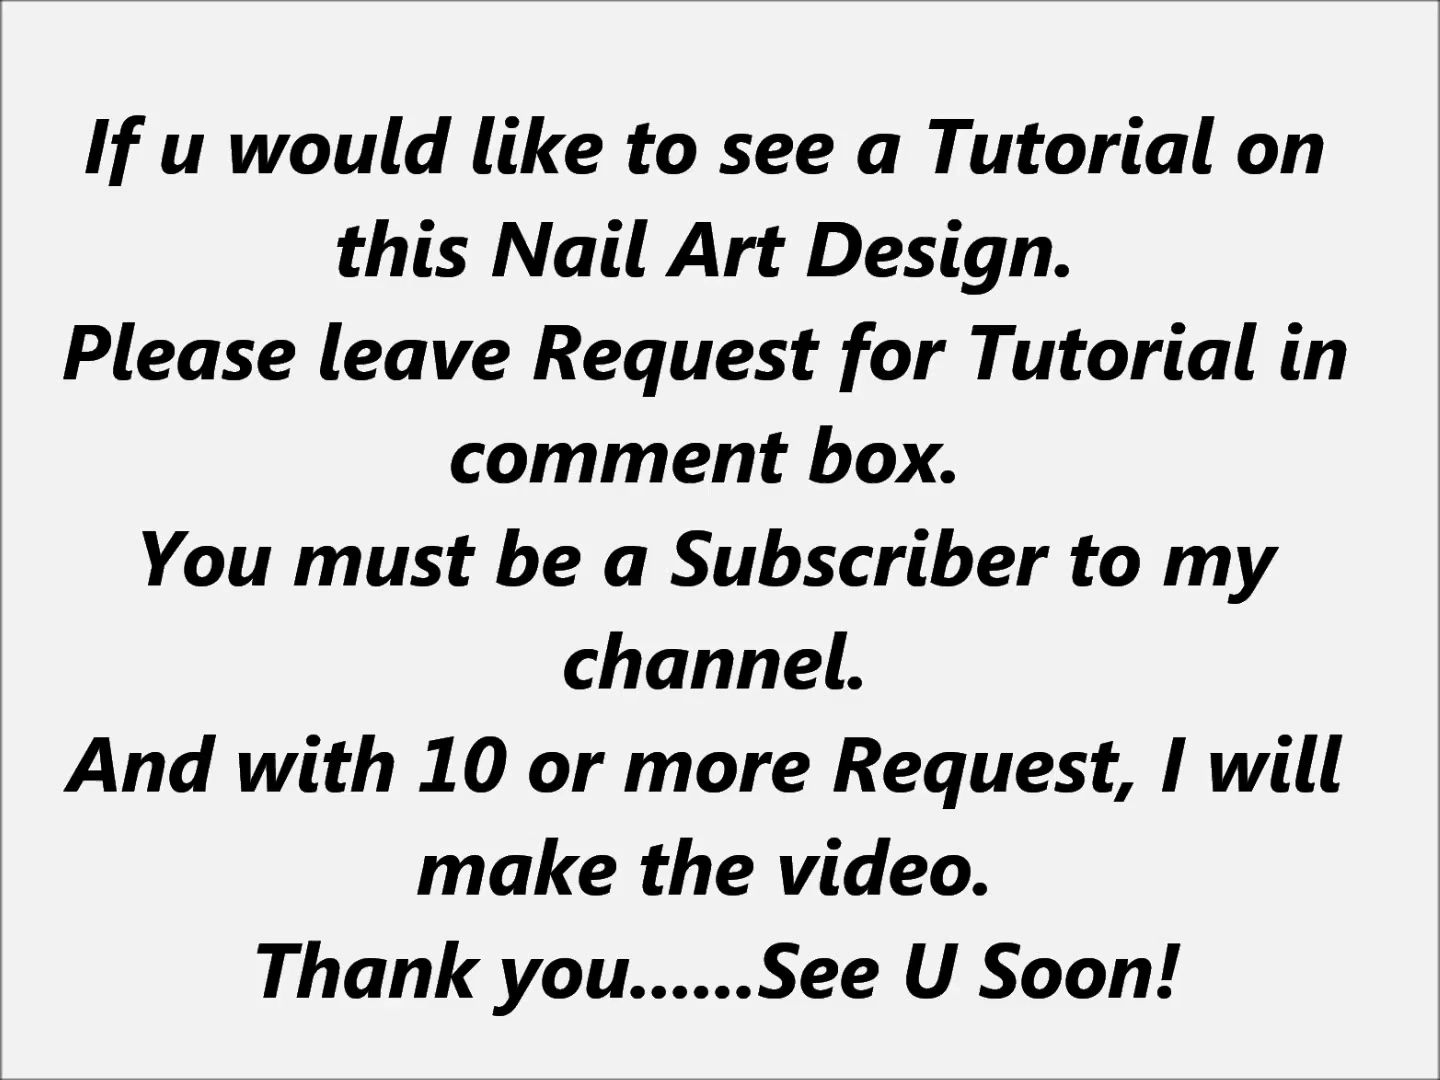 If u would like to see a Tutorial on
this Nail Art Design.
Please leave Request for Tutorial in
comment box.
You must be a Subscriber to my
channel.
And with 10 or more Request, I will
make the video.
Thank you......See U Soon!